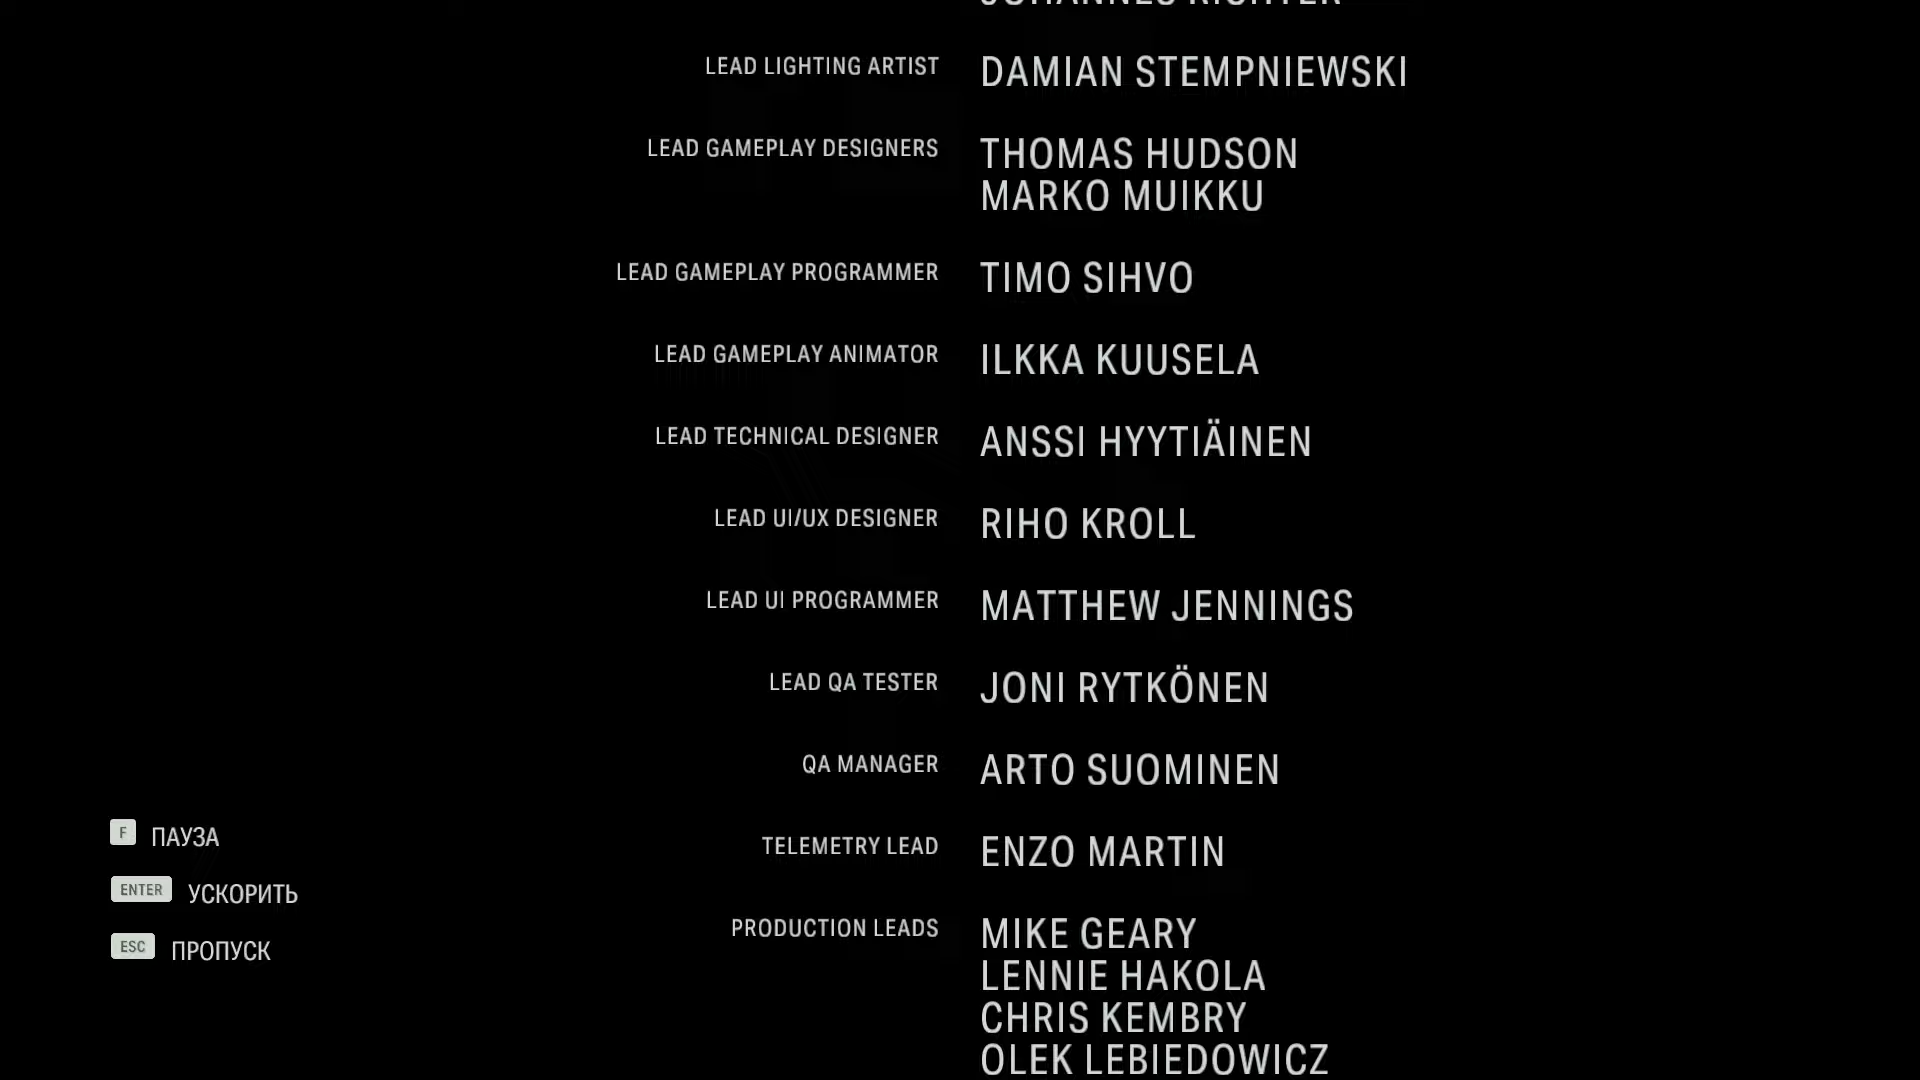 JOHANNES RICHTER
LEAD LIGHTING ARTIST DAMIAN STEMPNIEWSKI
LEAD GAMEPLAY DESIGNERS THOMAS HUDSON
MARKO MUIKKU
LEAD GAMEPLAY PROGRAMMER TIMO SIHVO
LEAD GAMEPLAY ANIMATOR ILKKA KUUSELA
LEAD TECHNICAL DESIGNER ANSSI HYYTIÄINEN
LEAD UI/UX DESIGNER RIHO KROLL
LEAD UI PROGRAMMER MATTHEW JENNINGS
LEAD QA TESTER JONI RYTKÖNEN
QA MANAGER ARTO SUOMINEN
TELEMETRY LEAD ENZO MARTIN
PRODUCTION LEADS MIKE GEARY
LENNIE HAKOLA
CHRIS KEMBRY
OLEK LEBIEDOWICZ
F ПАУЗА
ENTER УСКОРИТЬ
ESC ПРОПУСК